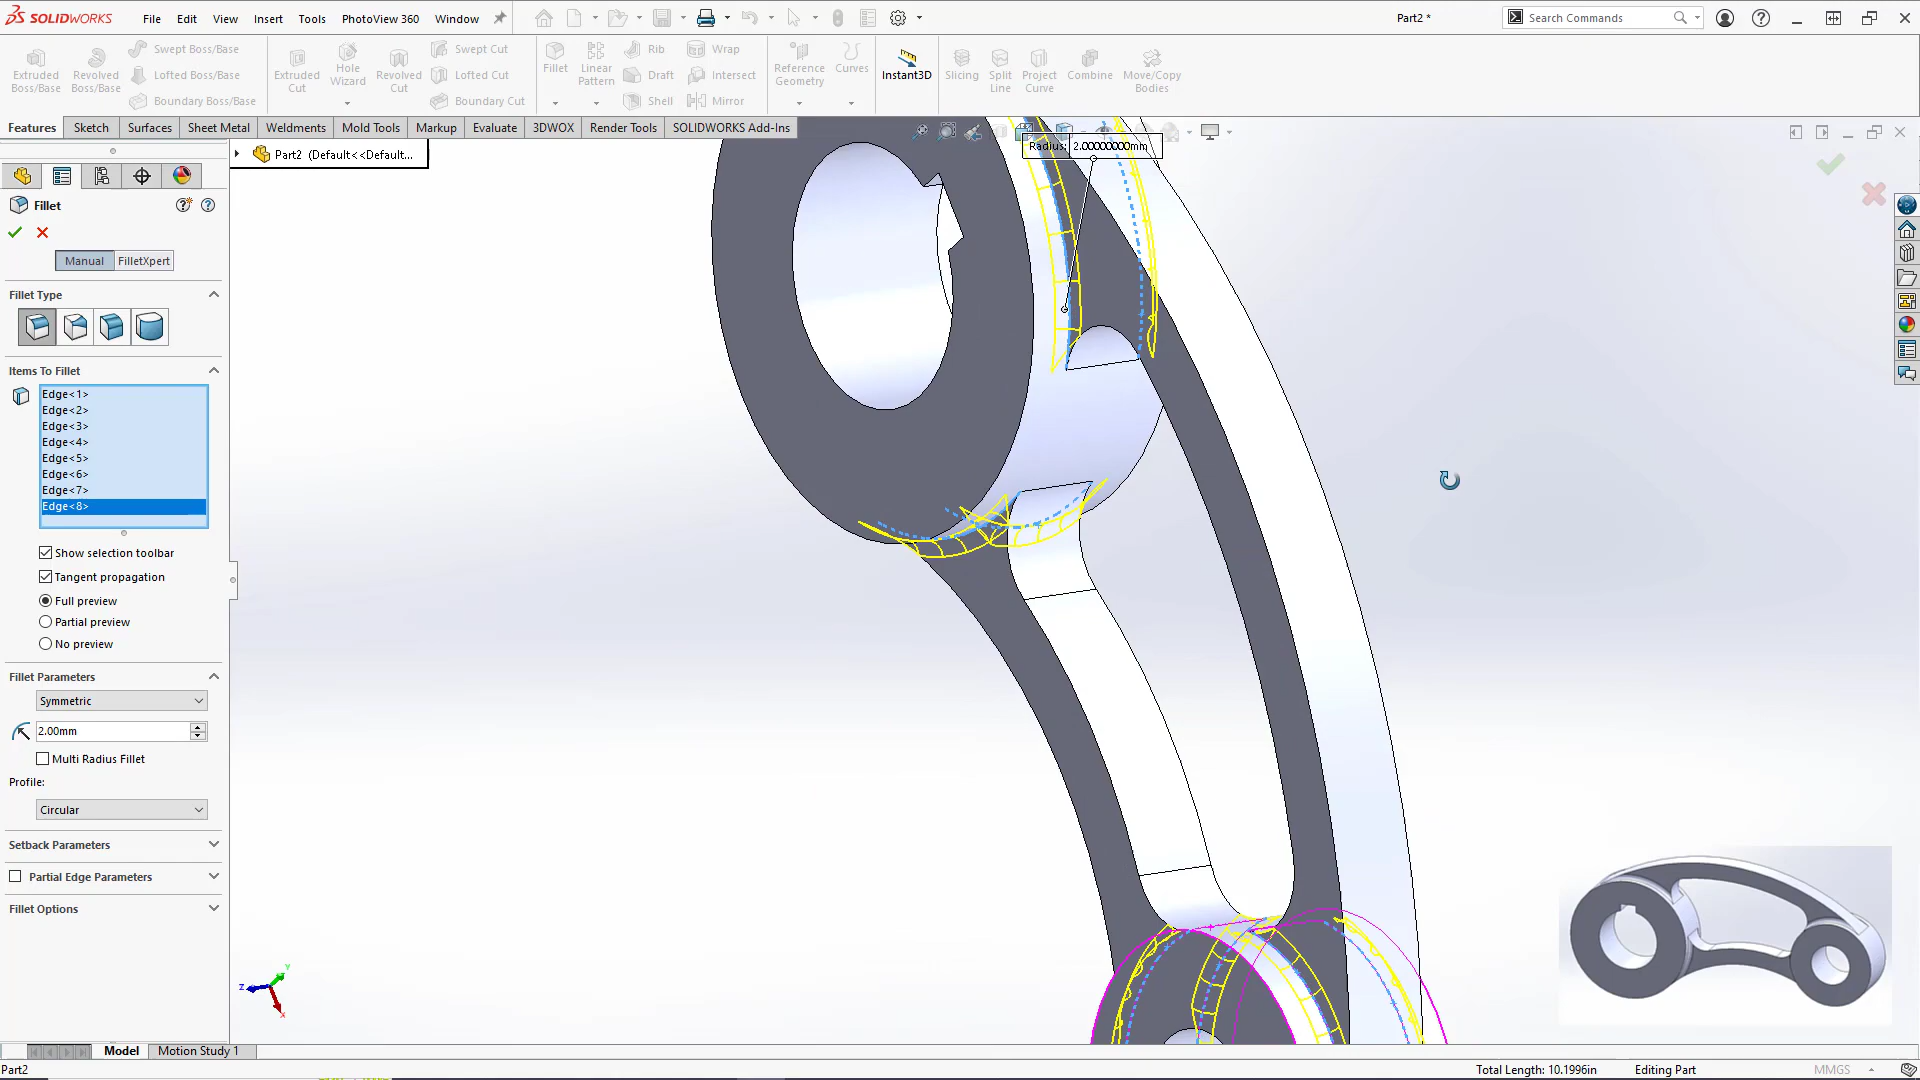 SOLIDWORKS File Edit View Insert Tools PhotoView 360 Window Part2 * Search Commands
Extruded Boss/Base Revolved Boss/Base Swept Boss/Base Lofted Boss/Base Boundary Boss/Base Extruded Cut Hole Wizard Revolved Cut Swept Cut Lofted Cut Boundary Cut Fillet Linear Pattern Rib Draft Shell Wrap Intersect Mirror Reference Geometry Curves Instant3D Slicing Split Line Project Curve Combine Move/Copy Bodies
Features Sketch Surfaces Sheet Metal Weldments Mold Tools Markup Evaluate 3DWOX Render Tools SOLIDWORKS Add-Ins
Part2 (Default<<Default...
Radius: 2.00000000mm
Fillet
Manual FilletXpert
Fillet Type
Items To Fillet
Edge<1>
Edge<2>
Edge<3>
Edge<4>
Edge<5>
Edge<6>
Edge<7>
Edge<8>
Show selection toolbar
Tangent propagation
Full preview
Partial preview
No preview
Fillet Parameters
Symmetric
2.00mm
Multi Radius Fillet
Profile:
Circular
Setback Parameters
Partial Edge Parameters
Fillet Options
Z Y X
Model Motion Study 1
Part2 Total Length: 10.1996in Editing Part MMGS